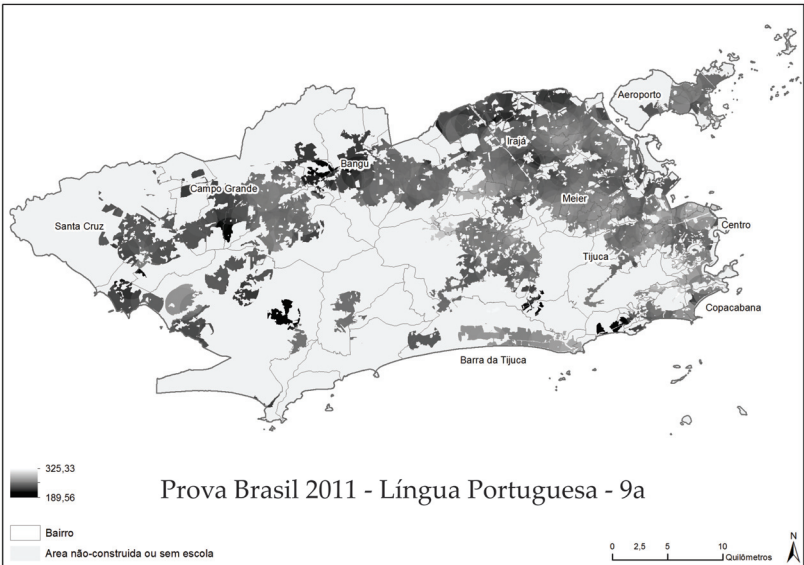 Aeroporto
Irajá
Bangu
Campo Grande
Meier
Santa Cruz
Centro
Tijuca
Copacabana
Barra da Tijuca
325,33
189,56
Prova Brasil 2011 - Língua Portuguesa - 9a
Bairro
Area não-construida ou sem escola
N
0 2,5 5 10
Quilômetros